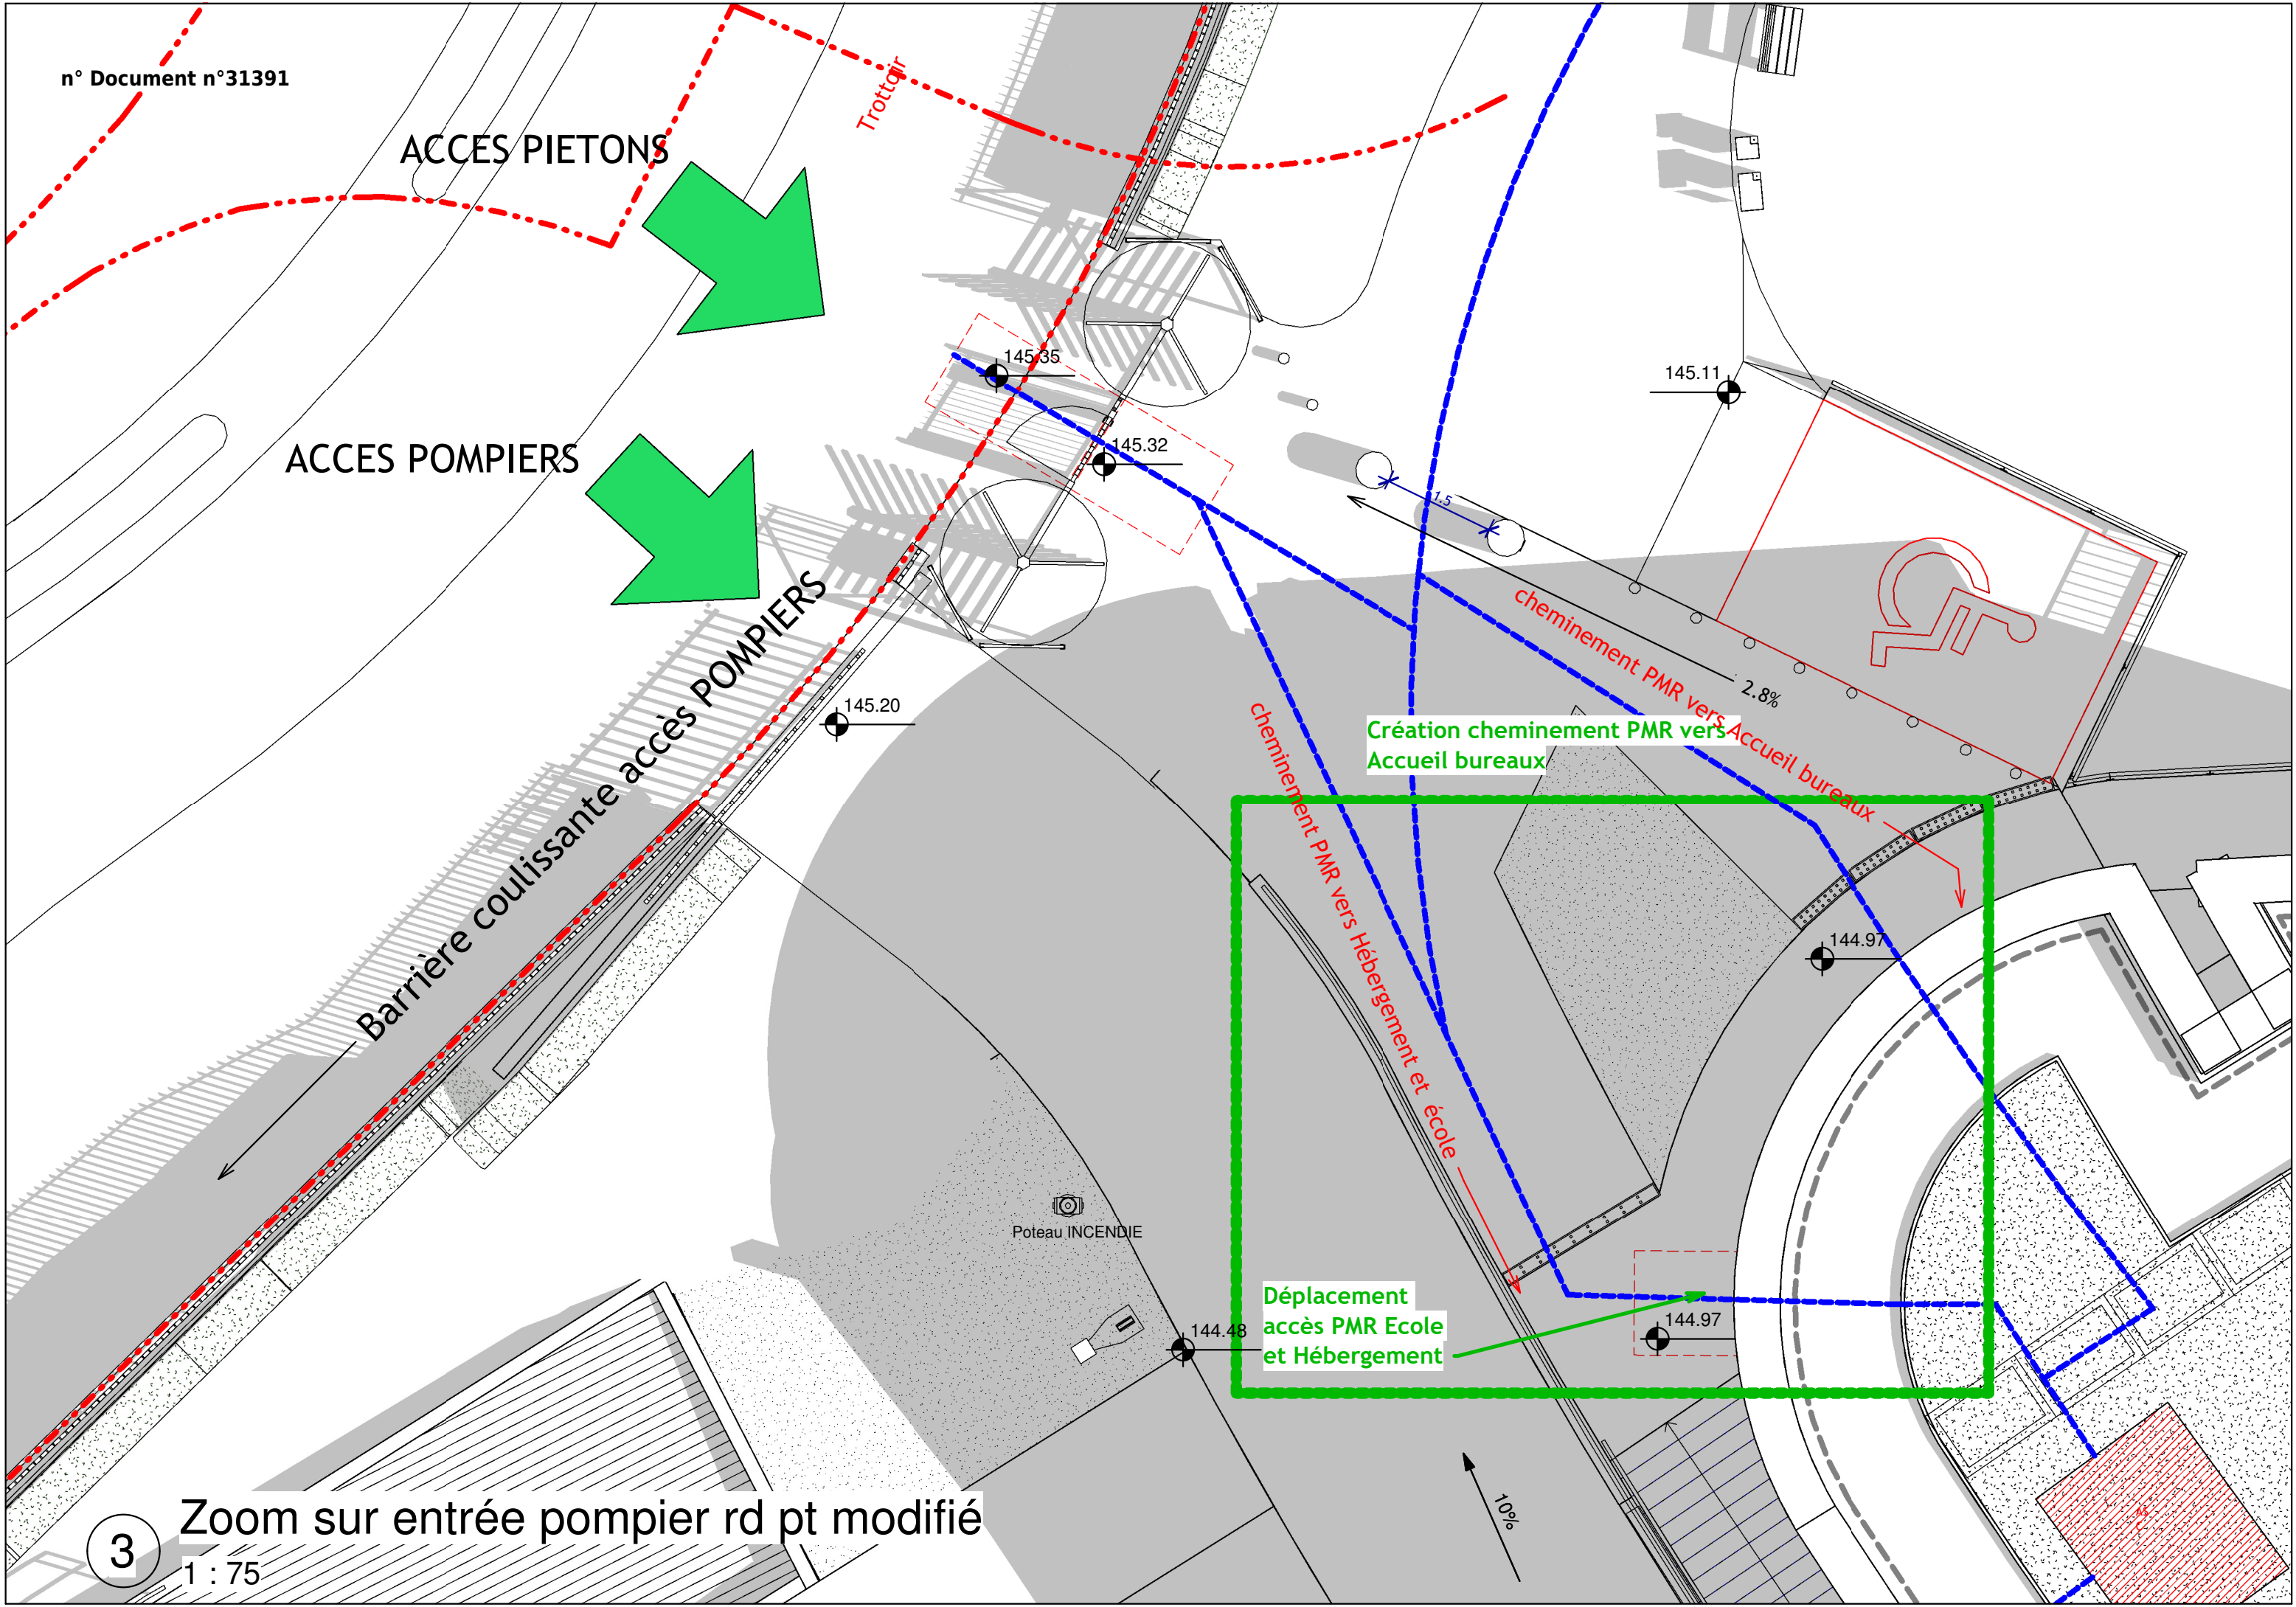 n° Document n°31391
Trottoir
ACCES PIETONS
145.35
145.11
145.32
ACCES POMPIERS
1.5
cheminement PMR vers Accueil bureaux
2.8%
145.20
Barrière coulissante accès POMPIERS
Création cheminement PMR vers
Accueil bureaux
cheminement PMR vers Hébergement et école
144.97
Poteau INCENDIE
Déplacement
accès PMR Ecole
et Hébergement
144.48
144.97
10%
3
Zoom sur entrée pompier rd pt modifié
1 : 75